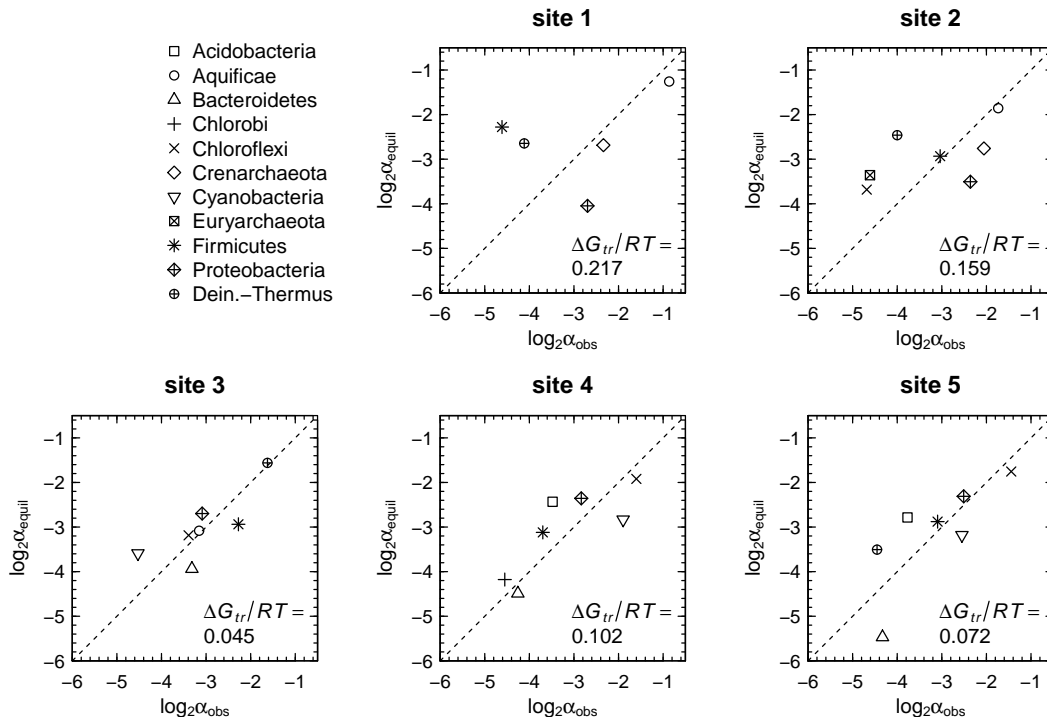 Acidobacteria
Aquificae
Bacteroidetes
Chlorobi
Chloroflexi
Crenarchaeota
Cyanobacteria
Euryarchaeota
Firmicutes
Proteobacteria
Dein.−Thermus
site 1
−1
−2
−3
−4
−5
−6
log₂α_equil
ΔG_tr/RT =
0.217
−6 −5 −4 −3 −2 −1
log₂α_obs
site 2
−1
−2
−3
−4
−5
−6
log₂α_equil
ΔG_tr/RT =
0.159
−6 −5 −4 −3 −2 −1
log₂α_obs
site 3
−1
−2
−3
−4
−5
−6
log₂α_equil
ΔG_tr/RT =
0.045
−6 −5 −4 −3 −2 −1
log₂α_obs
site 4
−1
−2
−3
−4
−5
−6
log₂α_equil
ΔG_tr/RT =
0.102
−6 −5 −4 −3 −2 −1
log₂α_obs
site 5
−1
−2
−3
−4
−5
−6
log₂α_equil
ΔG_tr/RT =
0.072
−6 −5 −4 −3 −2 −1
log₂α_obs